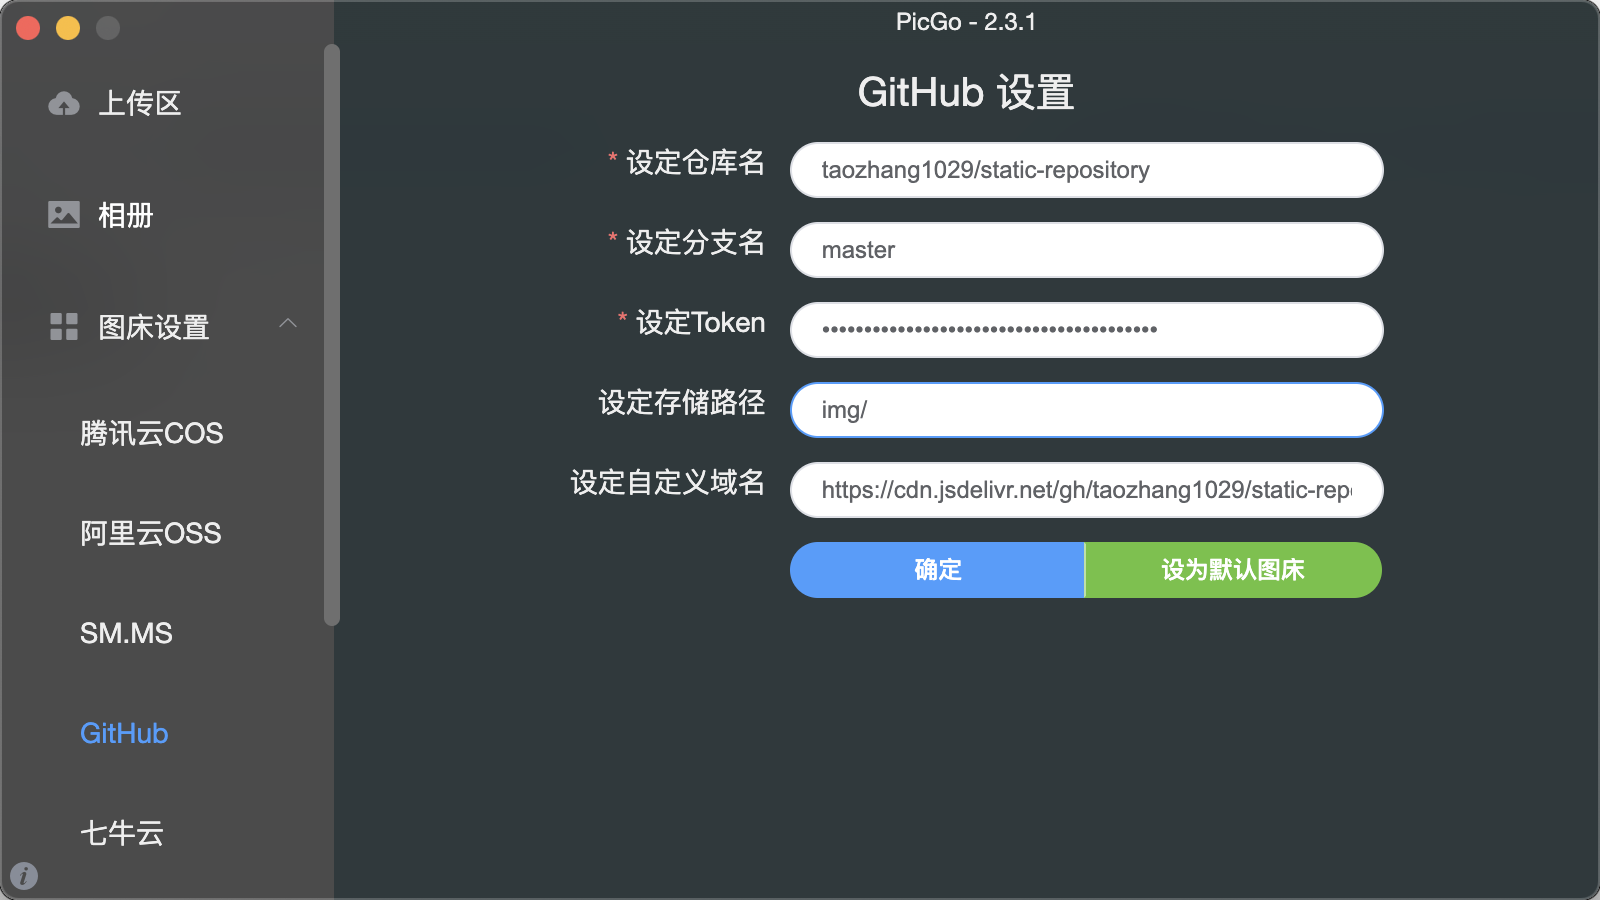 PicGo - 2.3.1
上传区
相册
图床设置
腾讯云COS
阿里云OSS
SM.MS
GitHub
七牛云
GitHub 设置
* 设定仓库名
taozhang1029/static-repository
* 设定分支名
master
* 设定Token
设定存储路径
img/
设定自定义域名
https://cdn.jsdelivr.net/gh/taozhang1029/static-rep
确定
设为默认图床